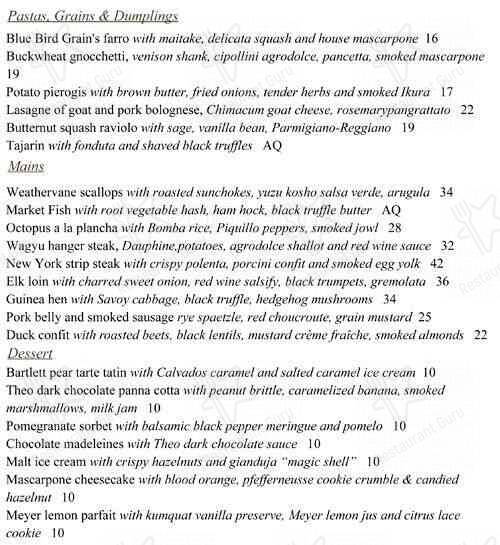 Pastas, Grains & Dumplings
Blue Bird Grain's farro with maitake, delicata squash and house mascarpone 16
Buckwheat gnocchetti, venison shank, cipollini agrodolce, pancetta, smoked mascarpone
19
Potato pierogis with brown butter, fried onions, tender herbs and smoked Ikura 17
Lasagne of goat and pork bolognese, Chimacum goat cheese, rosemarypangrattato 22
Butternut squash raviolo with sage, vanilla bean, Parmigiano-Reggiano 19
Tajarin with fonduta and shaved black truffles AQ
Mains
Weathervane scallops with roasted sunchokes, yuzu kosho salsa verde, arugula 34
Market Fish with root vegetable hash, ham hock, black truffle butter AQ
Octopus a la plancha with Bomba rice, Piquillo peppers, smoked jowl 28
Wagyu hanger steak, Dauphine,potatoes, agrodolce shallot and red wine sauce 32
New York strip steak with crispy polenta, porcini confit and smoked egg yolk 42
Elk loin with charred sweet onion, red wine salsify, black trumpets, gremolata 36
Guinea hen with Savoy cabbage, black truffle, hedgehog mushrooms 34
Pork belly and smoked sausage rye spaetzle, red choucroute, grain mustard 25
Duck confit with roasted beets, black lentils, mustard crème fraîche, smoked almonds 22
Dessert
Bartlett pear tarte tatin with Calvados caramel and salted caramel ice cream 10
Theo dark chocolate panna cotta with peanut brittle, caramelized banana, smoked
marshmallows, milk jam 10
Pomegranate sorbet with balsamic black pepper meringue and pomelo 10
Chocolate madeleines with Theo dark chocolate sauce 10
Malt ice cream with crispy hazelnuts and gianduja “magic shell” 10
Mascarpone cheesecake with blood orange, pfefferneusse cookie crumble & candied
hazelnut 10
Meyer lemon parfait with kumquat vanilla preserve, Meyer lemon jus and citrus lace
cookie 10